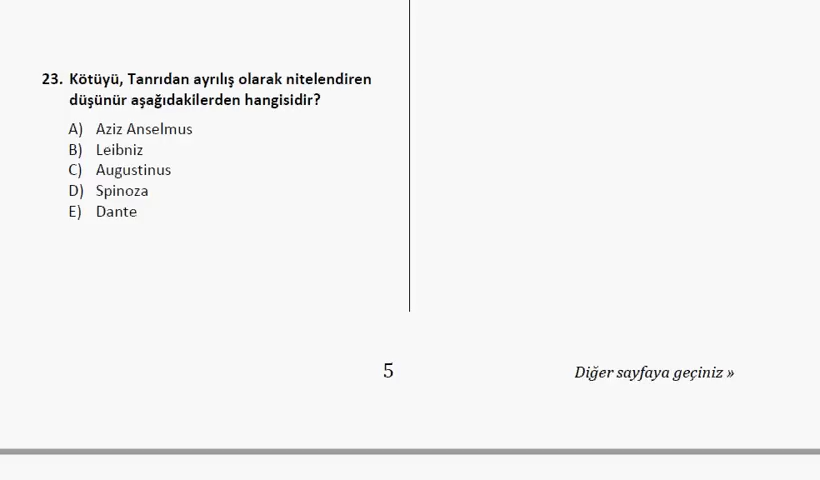 23. Kötüyü, Tanrıdan ayrılış olarak nitelendiren
düşünür aşağıdakilerden hangisidir?
A) Aziz Anselmus
B) Leibniz
C) Augustinus
D) Spinoza
E) Dante
5
Diğer sayfaya geçiniz »